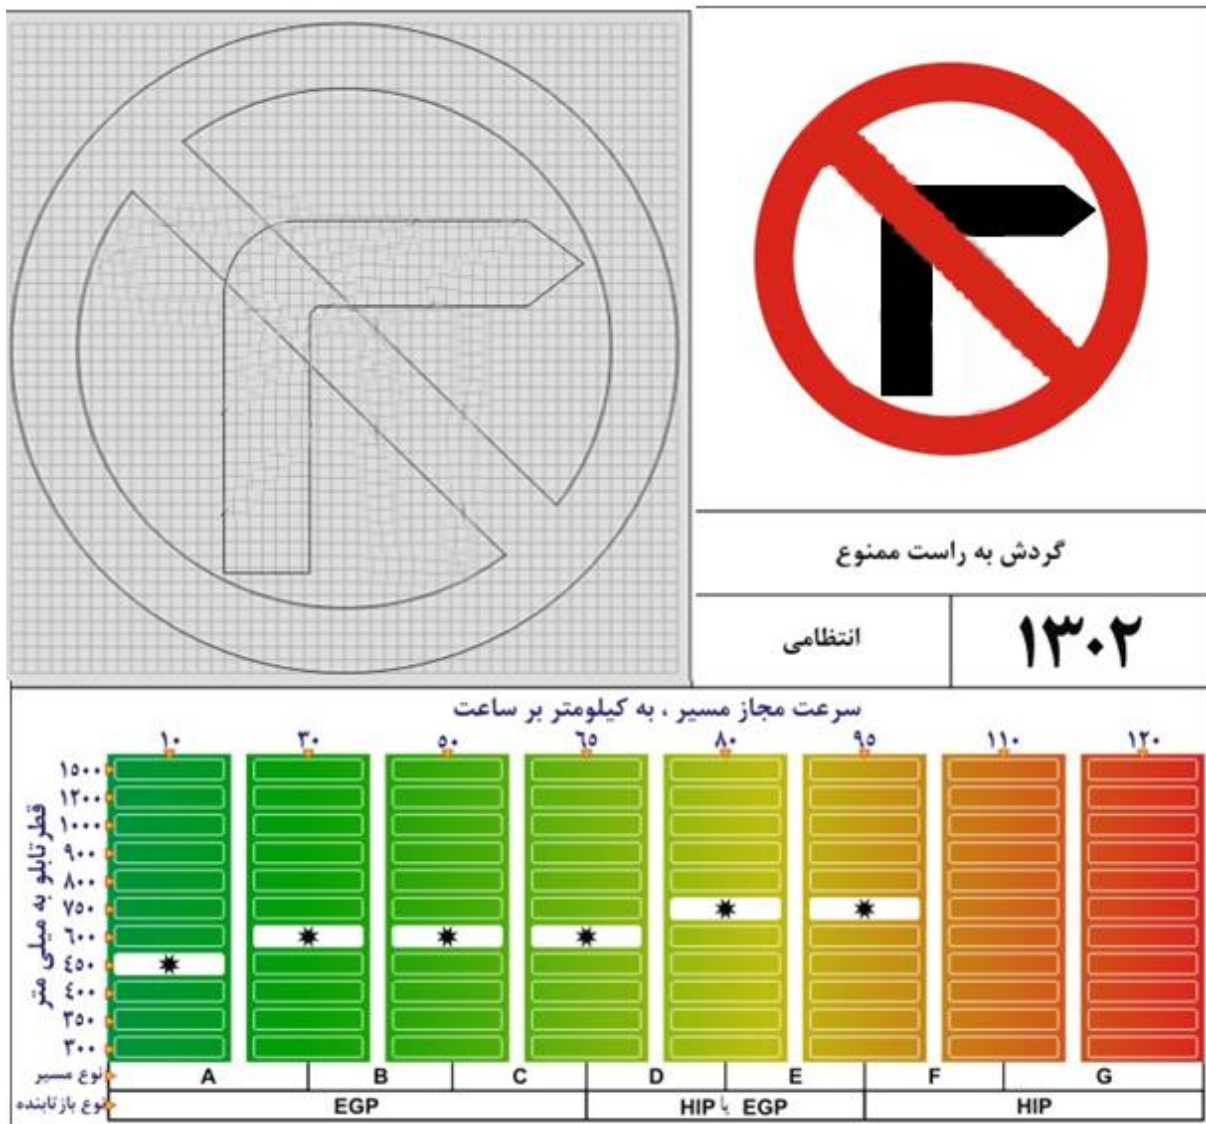 گردش به راست ممنوع
انتظامی
۱۳۰۲
سرعت مجاز مسیر ، به کیلومتر بر ساعت
۱۰ ۳۰ ۵۰ ۶۵ ۸۰ ۹۵ ۱۱۰ ۱۲۰
قطر تابلو به میلی متر
۱۵۰۰
۱۲۰۰
۱۰۰۰
۹۰۰
۸۰۰
۷۵۰
۶۰۰
٤۵۰
٤۰۰
۳۵۰
۳۰۰
نوع مسیر A B C D E F G
نوع بازتابنده EGP HIP یا EGP HIP